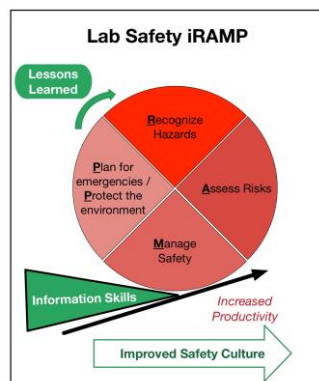 Lab Safety iRAMP
Lessons
Learned
Recognize
Hazards
Plan for
emergencies /
Protect the
environment
Assess Risks
Manage
Safety
Information Skills
Increased
Productivity
Improved Safety Culture